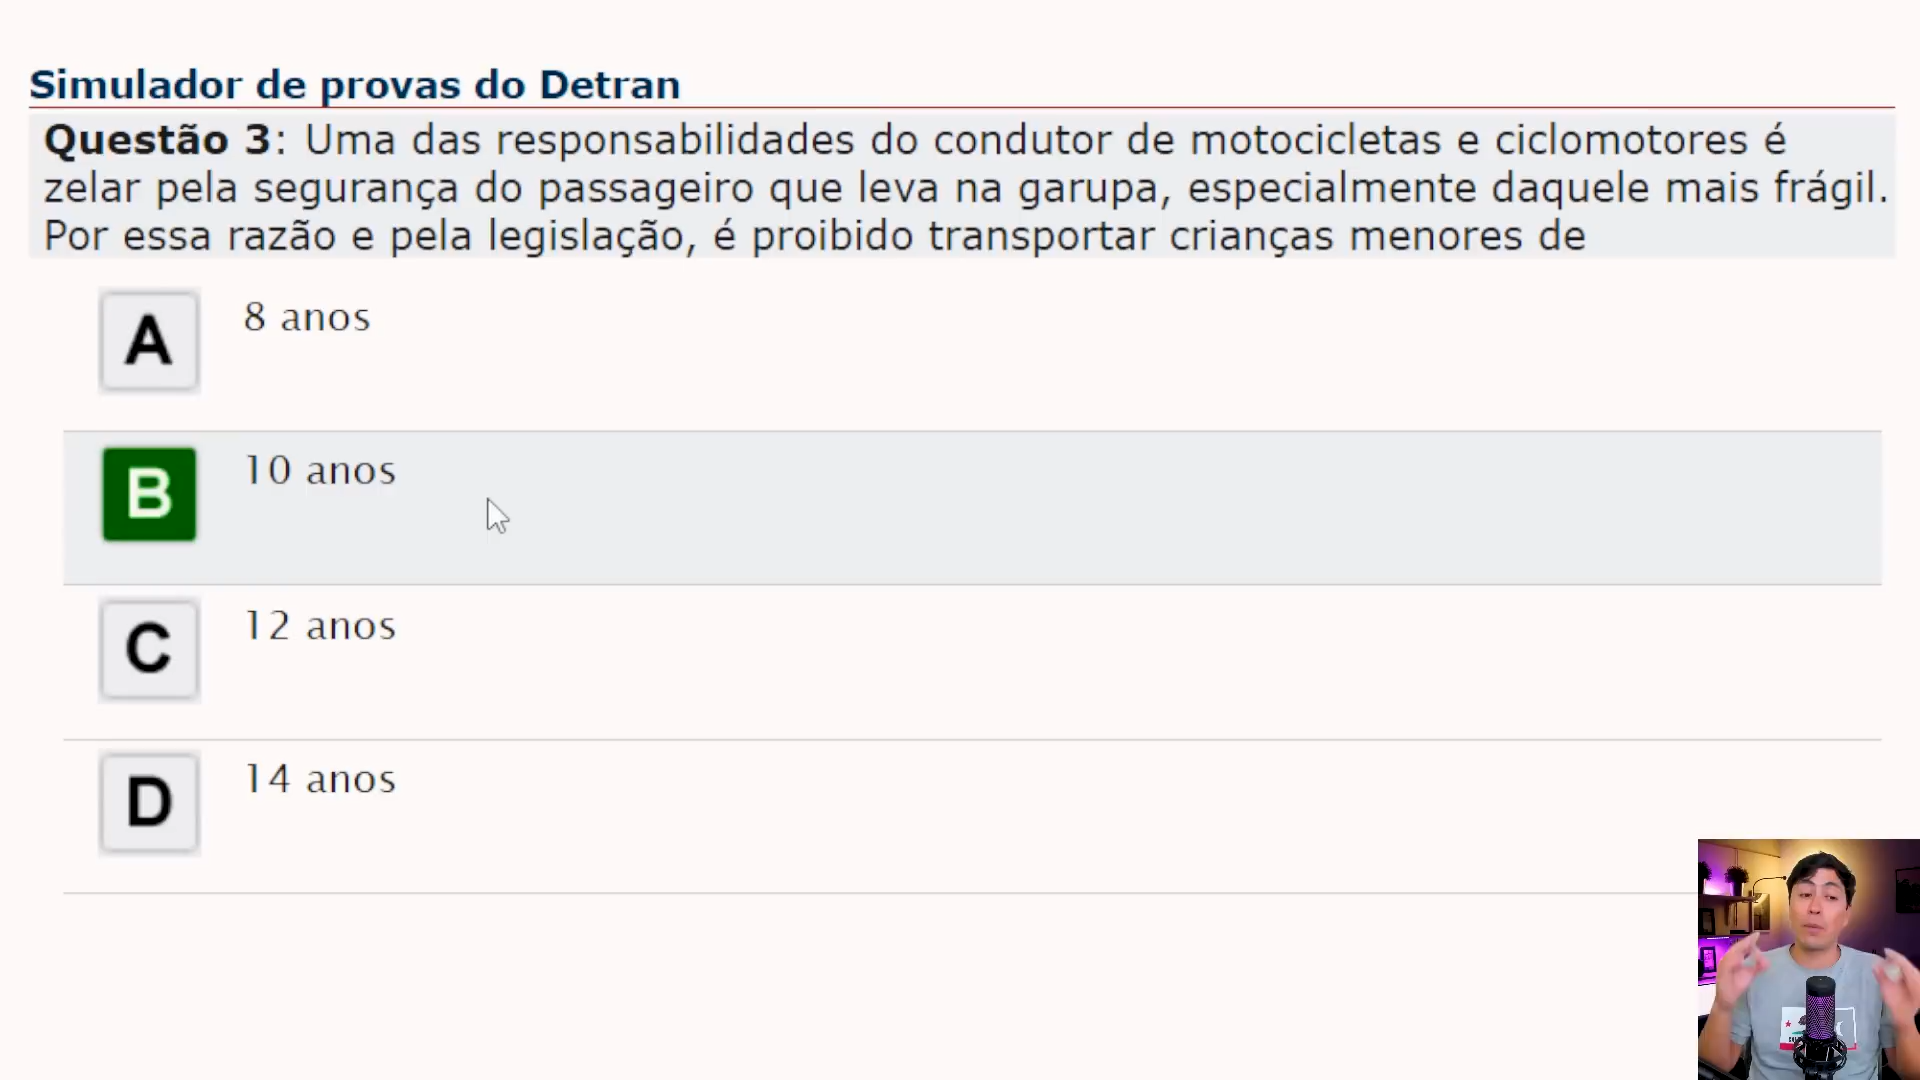 Simulador de provas do Detran
Questão 3: Uma das responsabilidades do condutor de motocicletas e ciclomotores é
zelar pela segurança do passageiro que leva na garupa, especialmente daquele mais frágil.
Por essa razão e pela legislação, é proibido transportar crianças menores de
A 8 anos
B 10 anos
C 12 anos
D 14 anos